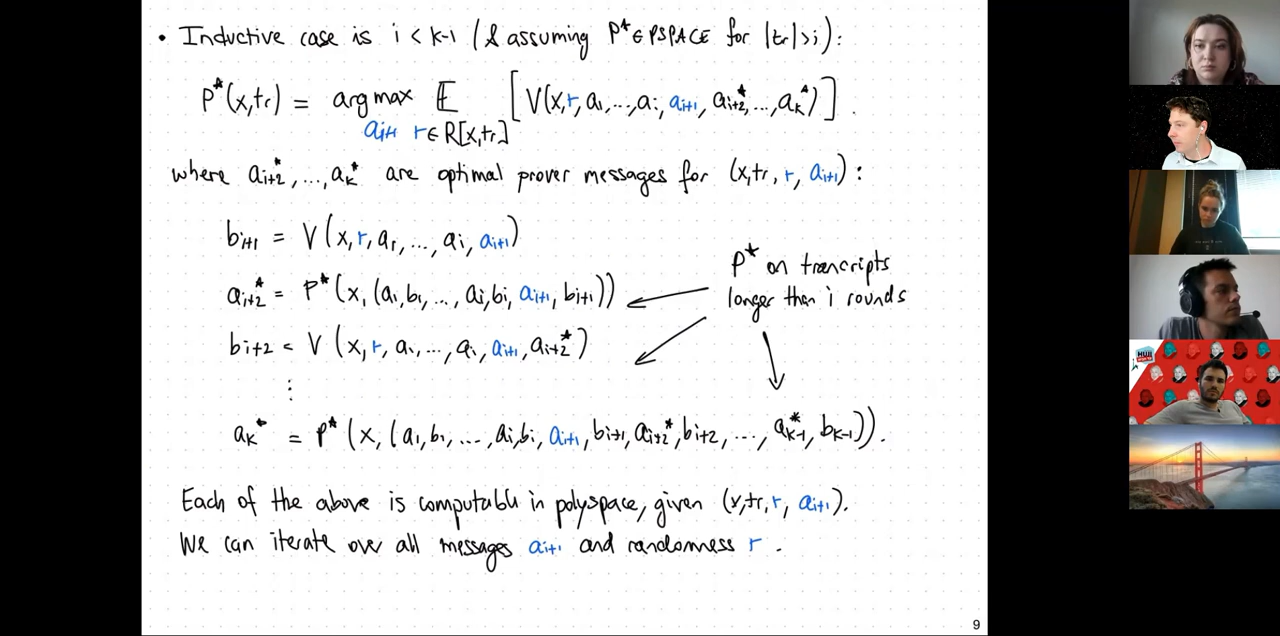 • Inductive case is i < k-1 (& assuming P* ∈ PSPACE for |tr| > i):
P*(x,tr) = argmax E [V(x,r,a₁,...,aᵢ,aᵢ₊₁,a*ᵢ₊₂,...,a*ₖ)].
aᵢ₊₁ r∈R[x,tr]
where a*ᵢ₊₂,...,a*ₖ are optimal prover messages for (x,tr,r,aᵢ₊₁):
bᵢ₊₁ = V(x,r,a₁,...,aᵢ,aᵢ₊₁)
a*ᵢ₊₂ = P*(x,(a₁,b₁,...,aᵢ,bᵢ,aᵢ₊₁,bᵢ₊₁))
bᵢ₊₂ = V(x,r,a₁,...,aᵢ,aᵢ₊₁,a*ᵢ₊₂)
⋮
a*ₖ = P*(x,(a₁,b₁,...,aᵢ,bᵢ,aᵢ₊₁,bᵢ₊₁,a*ᵢ₊₂,bᵢ₊₂,...,a*ₖ₋₁,bₖ₋₁)).
P* on trancripts
longer than i rounds
Each of the above is computable in polyspace, given (x,tr,r,aᵢ₊₁).
We can iterate over all messages aᵢ₊₁ and randomness r.
9